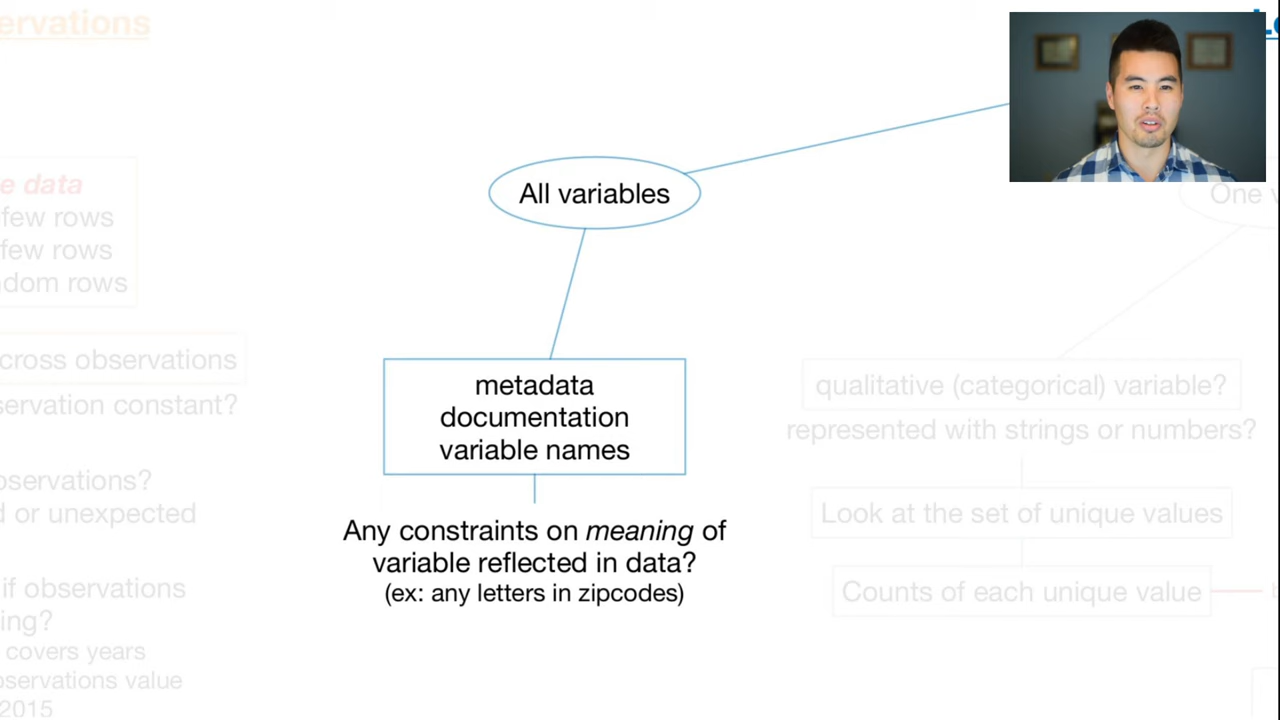 ervations
All variables
e data
few rows
few rows
dom rows
One
cross observations
servation constant?
metadata
documentation
variable names
qualitative (categorical) variable?
represented with strings or numbers?
bservations?
d or unexpected
Any constraints on meaning of
variable reflected in data?
(ex: any letters in zipcodes)
Look at the set of unique values
Counts of each unique value
if observations
ing?
covers years
bservations value
2015